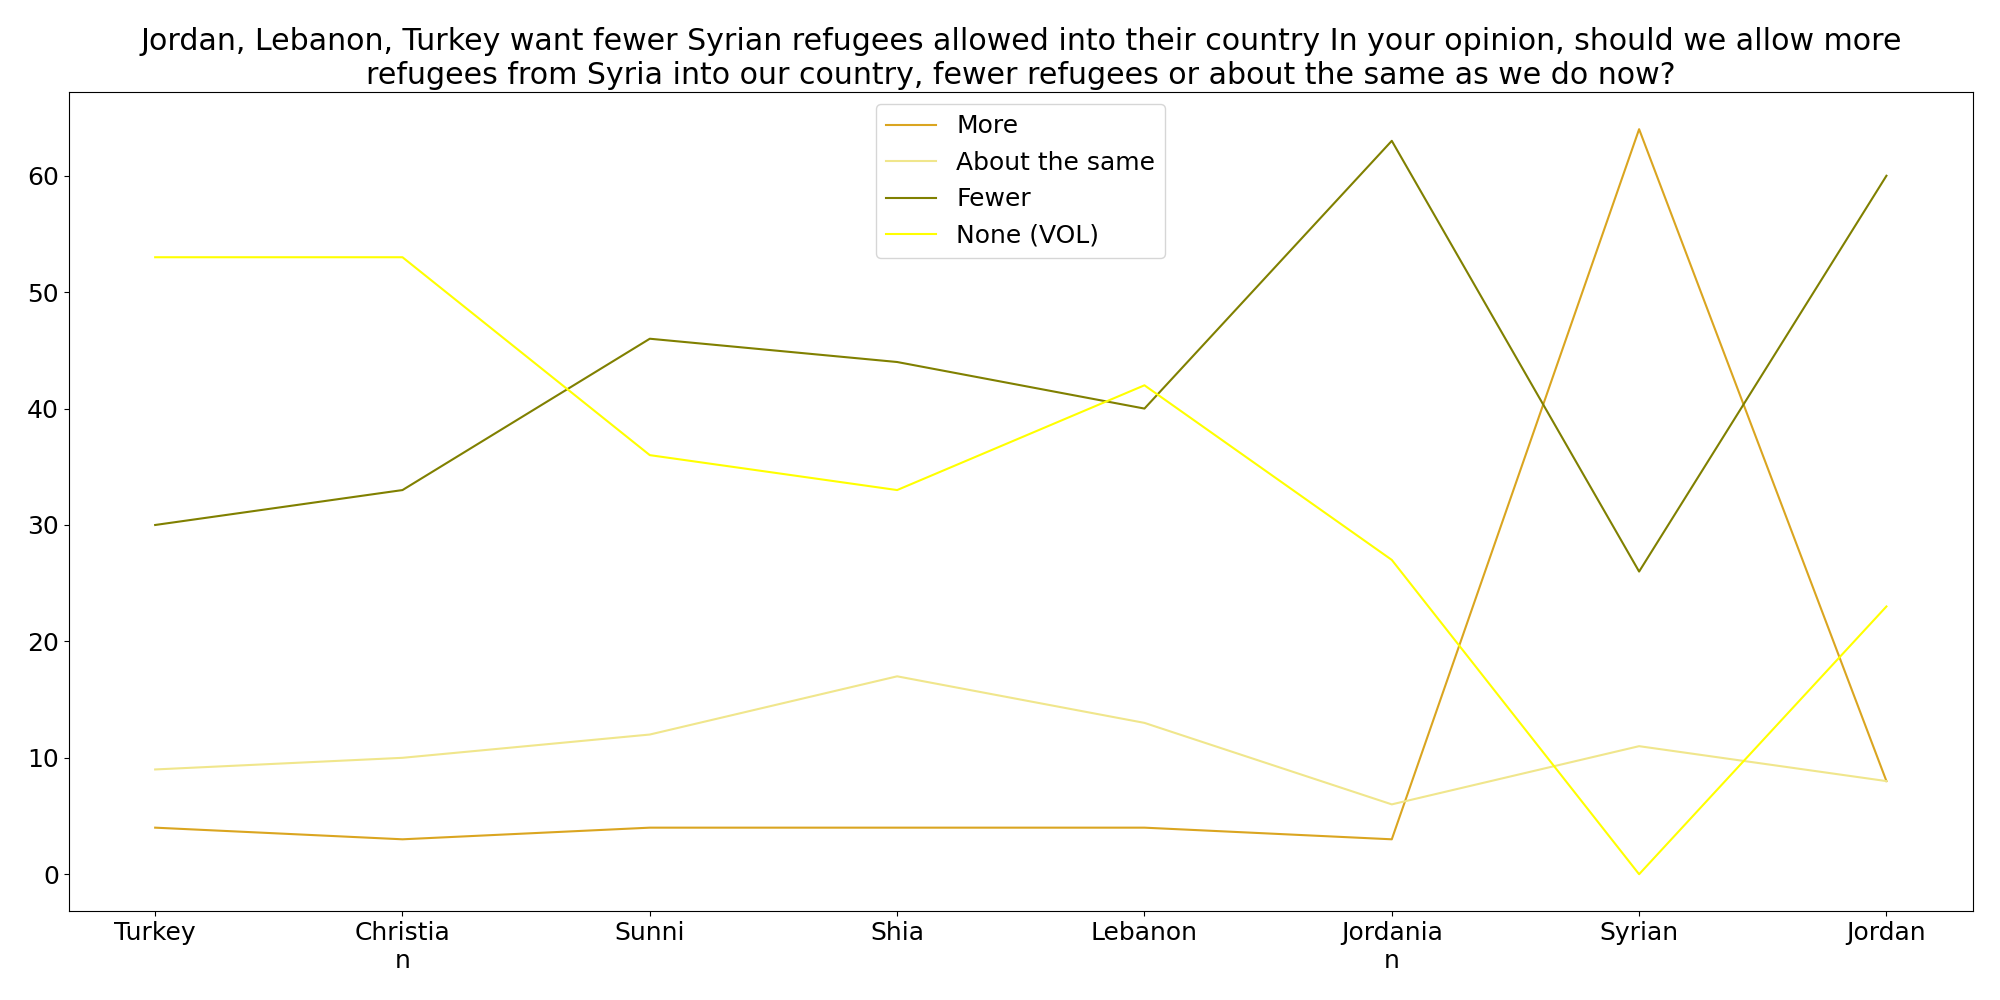 Jordan, Lebanon, Turkey want fewer Syrian refugees allowed into their country In your opinion, should we allow more
refugees from Syria into our country, fewer refugees or about the same as we do now?
More
About the same
Fewer
None (VOL)
60
50
40
30
20
10
0
Turkey
Christia
n
Sunni
Shia
Lebanon
Jordania
n
Syrian
Jordan